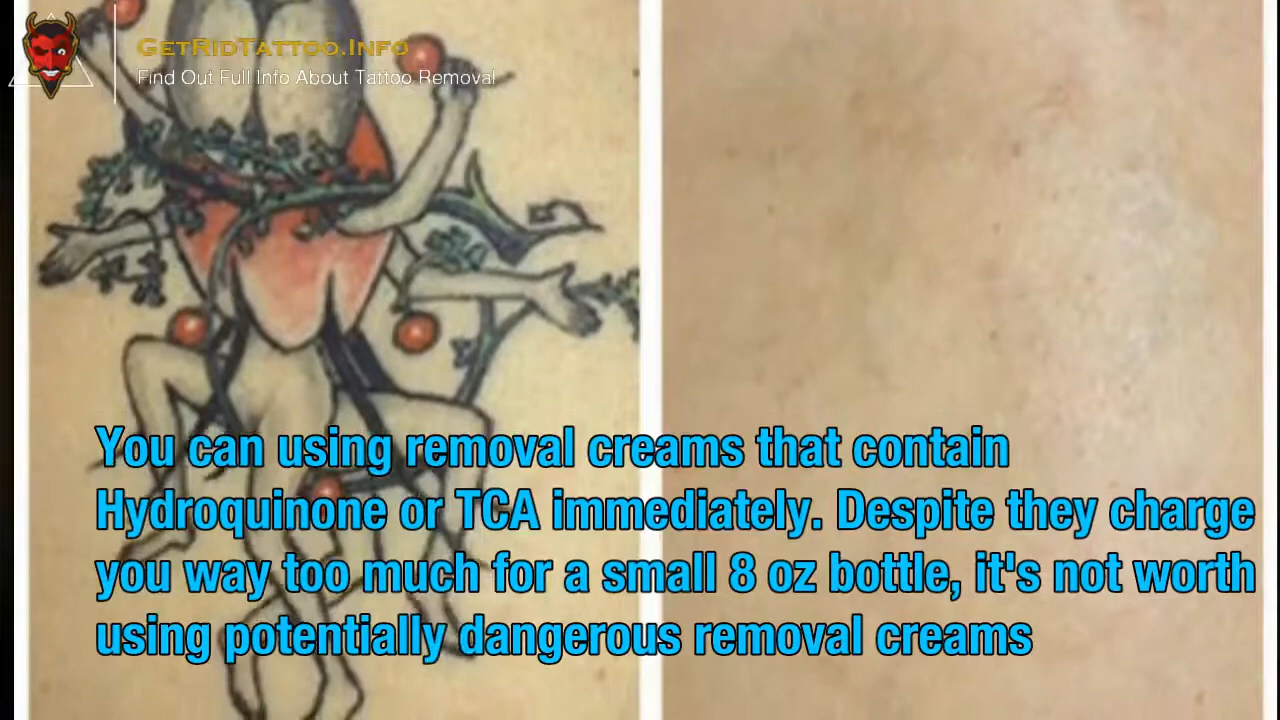 GetRidTattoo.Info
Find Out Full Info About Tattoo Removal
You can using removal creams that contain
Hydroquinone or TCA immediately. Despite they charge
you way too much for a small 8 oz bottle, it's not worth
using potentially dangerous removal creams